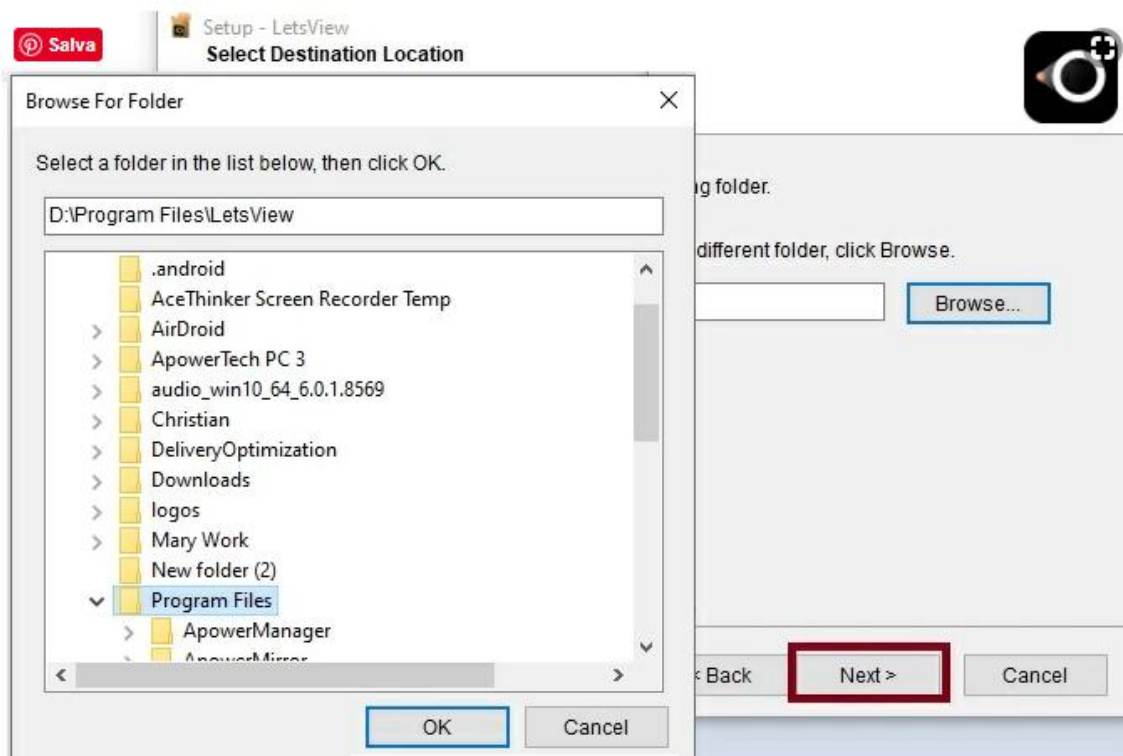 Salva
Setup - LetsView
Select Destination Location
Browse For Folder
Select a folder in the list below, then click OK.
D:\Program Files\LetsView
.android
AceThinker Screen Recorder Temp
AirDroid
ApowerTech PC 3
audio_win10_64_6.0.1.8569
Christian
DeliveryOptimization
Downloads
logos
Mary Work
New folder (2)
Program Files
ApowerManager
ApowerMirror
OK
Cancel
folder.
different folder, click Browse.
Browse...
< Back
Next >
Cancel